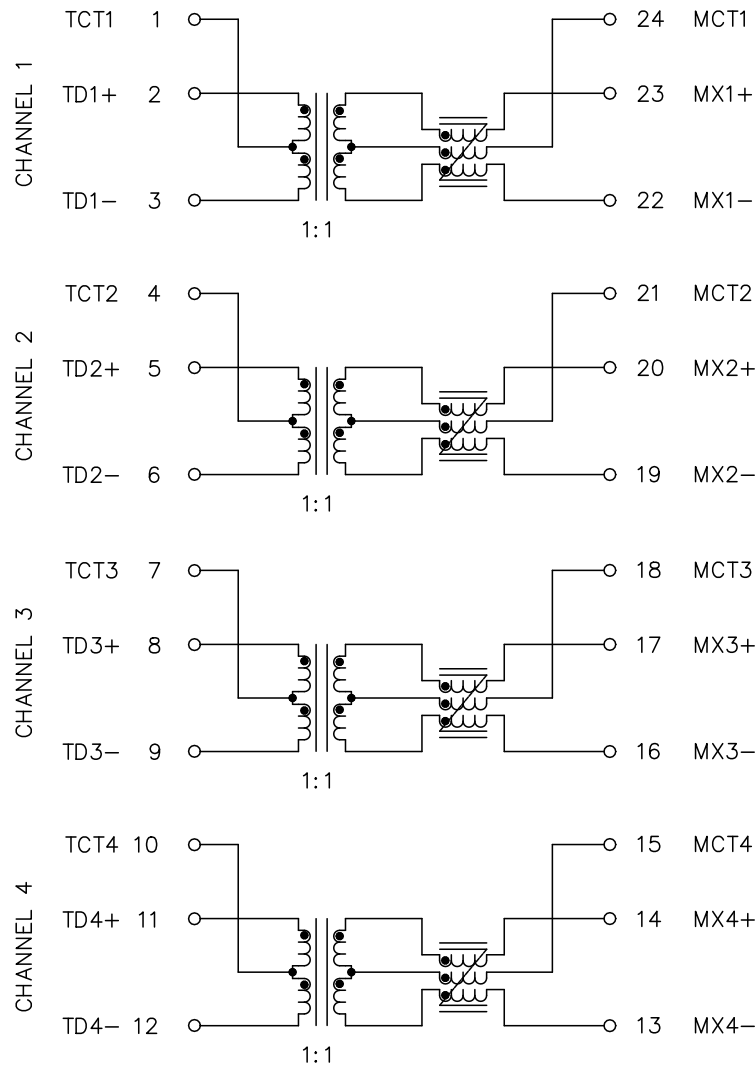 CHANNEL 1
TCT1 1 24 MCT1
TD1+ 2 23 MX1+
TD1− 3 22 MX1−
1:1
CHANNEL 2
TCT2 4 21 MCT2
TD2+ 5 20 MX2+
TD2− 6 19 MX2−
1:1
CHANNEL 3
TCT3 7 18 MCT3
TD3+ 8 17 MX3+
TD3− 9 16 MX3−
1:1
CHANNEL 4
TCT4 10 15 MCT4
TD4+ 11 14 MX4+
TD4− 12 13 MX4−
1:1